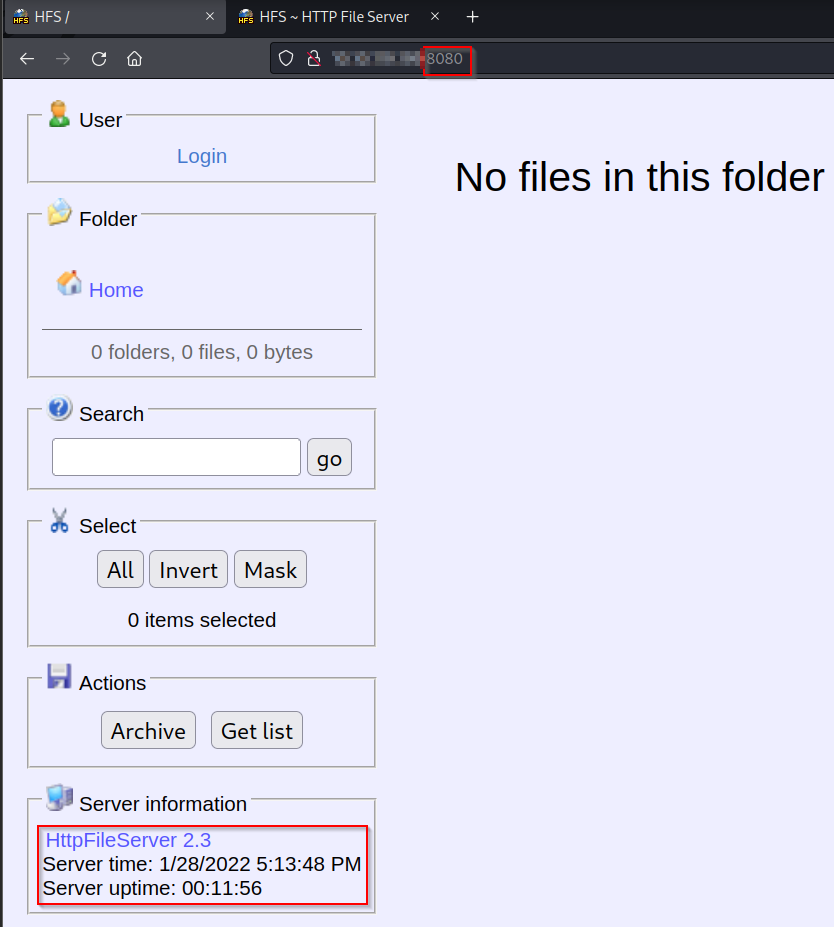 HFS /
HFS ~ HTTP File Server
8080
User
Login
No files in this folder
Folder
Home
0 folders, 0 files, 0 bytes
Search
go
Select
All Invert Mask
0 items selected
Actions
Archive Get list
Server information
HttpFileServer 2.3
Server time: 1/28/2022 5:13:48 PM
Server uptime: 00:11:56